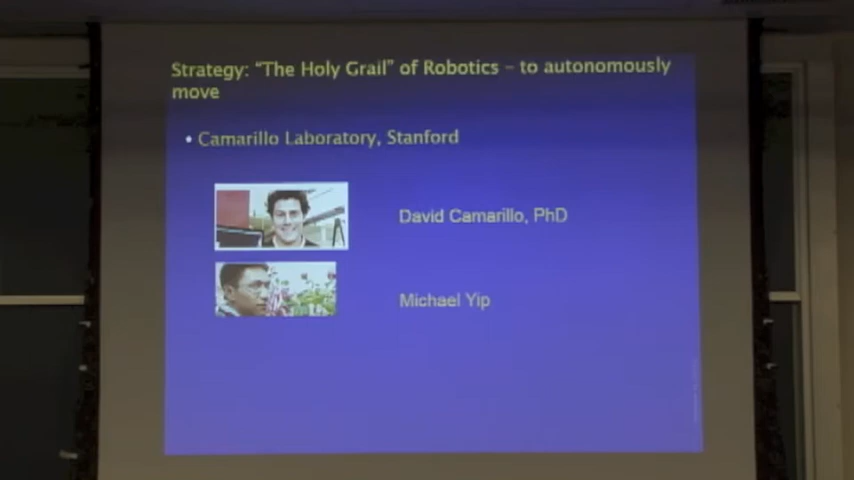 Strategy: “The Holy Grail” of Robotics – to autonomously
move
• Camarillo Laboratory, Stanford
David Camarillo, PhD
Michael Yip